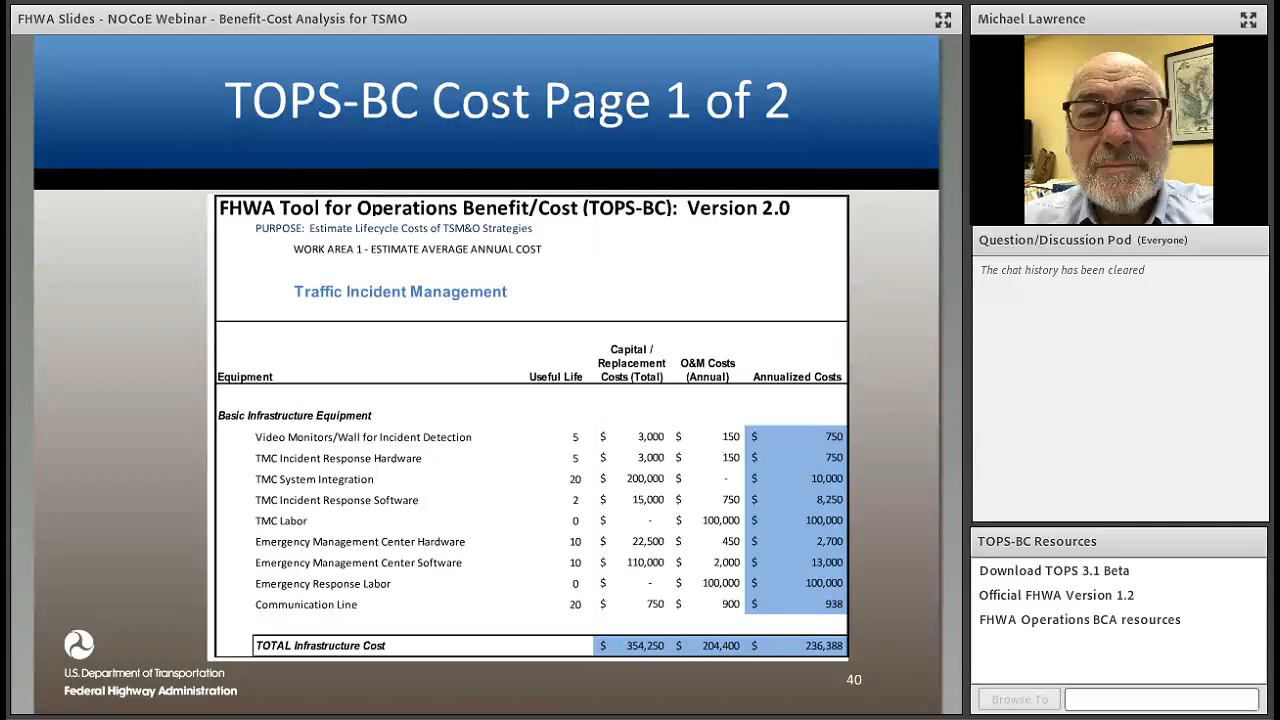 FHWA Slides - NOCoE Webinar - Benefit-Cost Analysis for TSMO
TOPS-BC Cost Page 1 of 2
FHWA Tool for Operations Benefit/Cost (TOPS-BC): Version 2.0
PURPOSE: Estimate Lifecycle Costs of TSM&O Strategies
WORK AREA 1 - ESTIMATE AVERAGE ANNUAL COST
Traffic Incident Management
Equipment Useful Life Capital / Replacement Costs (Total) O&M Costs (Annual) Annualized Costs
Basic Infrastructure Equipment
Video Monitors/Wall for Incident Detection 5 $ 3,000 $ 150 $ 750
TMC Incident Response Hardware 5 $ 3,000 $ 150 $ 750
TMC System Integration 20 $ 200,000 $ - $ 10,000
TMC Incident Response Software 2 $ 15,000 $ 750 $ 8,250
TMC Labor 0 $ - $ 100,000 $ 100,000
Emergency Management Center Hardware 10 $ 22,500 $ 450 $ 2,700
Emergency Management Center Software 10 $ 110,000 $ 2,000 $ 13,000
Emergency Response Labor 0 $ - $ 100,000 $ 100,000
Communication Line 20 $ 750 $ 900 $ 938
TOTAL Infrastructure Cost $ 354,250 $ 204,400 $ 236,388
U.S. Department of Transportation
Federal Highway Administration
40
Michael Lawrence
Question/Discussion Pod (Everyone)
The chat history has been cleared
TOPS-BC Resources
Download TOPS 3.1 Beta
Official FHWA Version 1.2
FHWA Operations BCA resources
Browse To